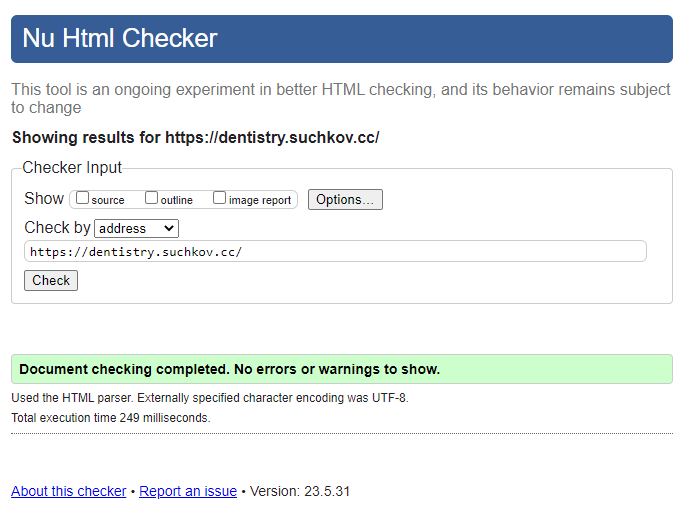 Nu Html Checker
This tool is an ongoing experiment in better HTML checking, and its behavior remains subject
to change
Showing results for https://dentistry.suchkov.cc/
Checker Input
Show source outline image report Options...
Check by address
https://dentistry.suchkov.cc/
Check
Document checking completed. No errors or warnings to show.
Used the HTML parser. Externally specified character encoding was UTF-8.
Total execution time 249 milliseconds.
About this checker • Report an issue • Version: 23.5.31